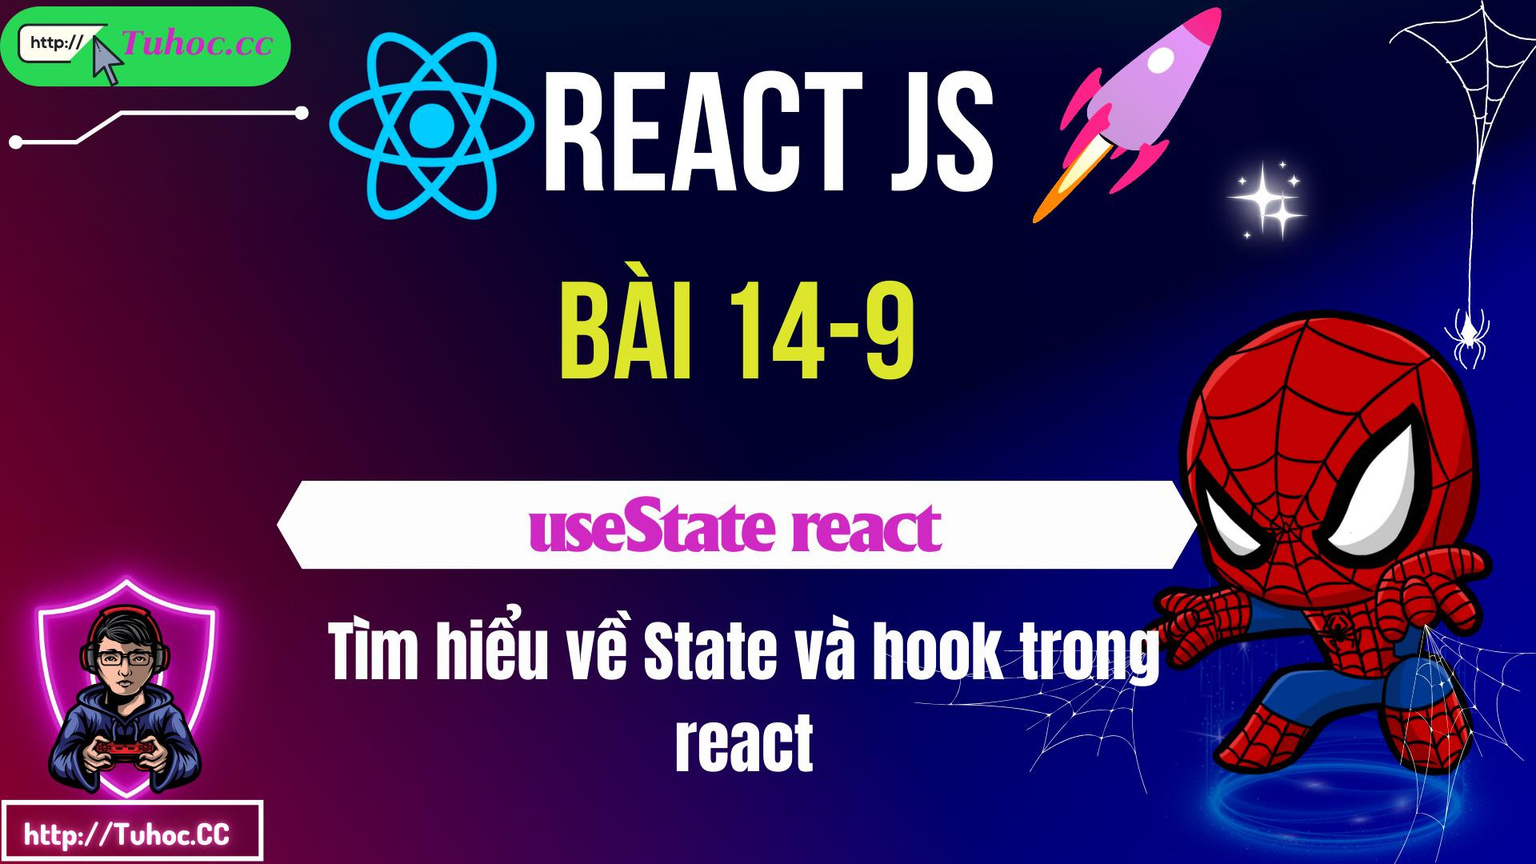 http://
Tuhoc.cc
REACT JS
BÀI 14-9
useState react
Tìm hiểu về State và hook trong
react
http://Tuhoc.CC